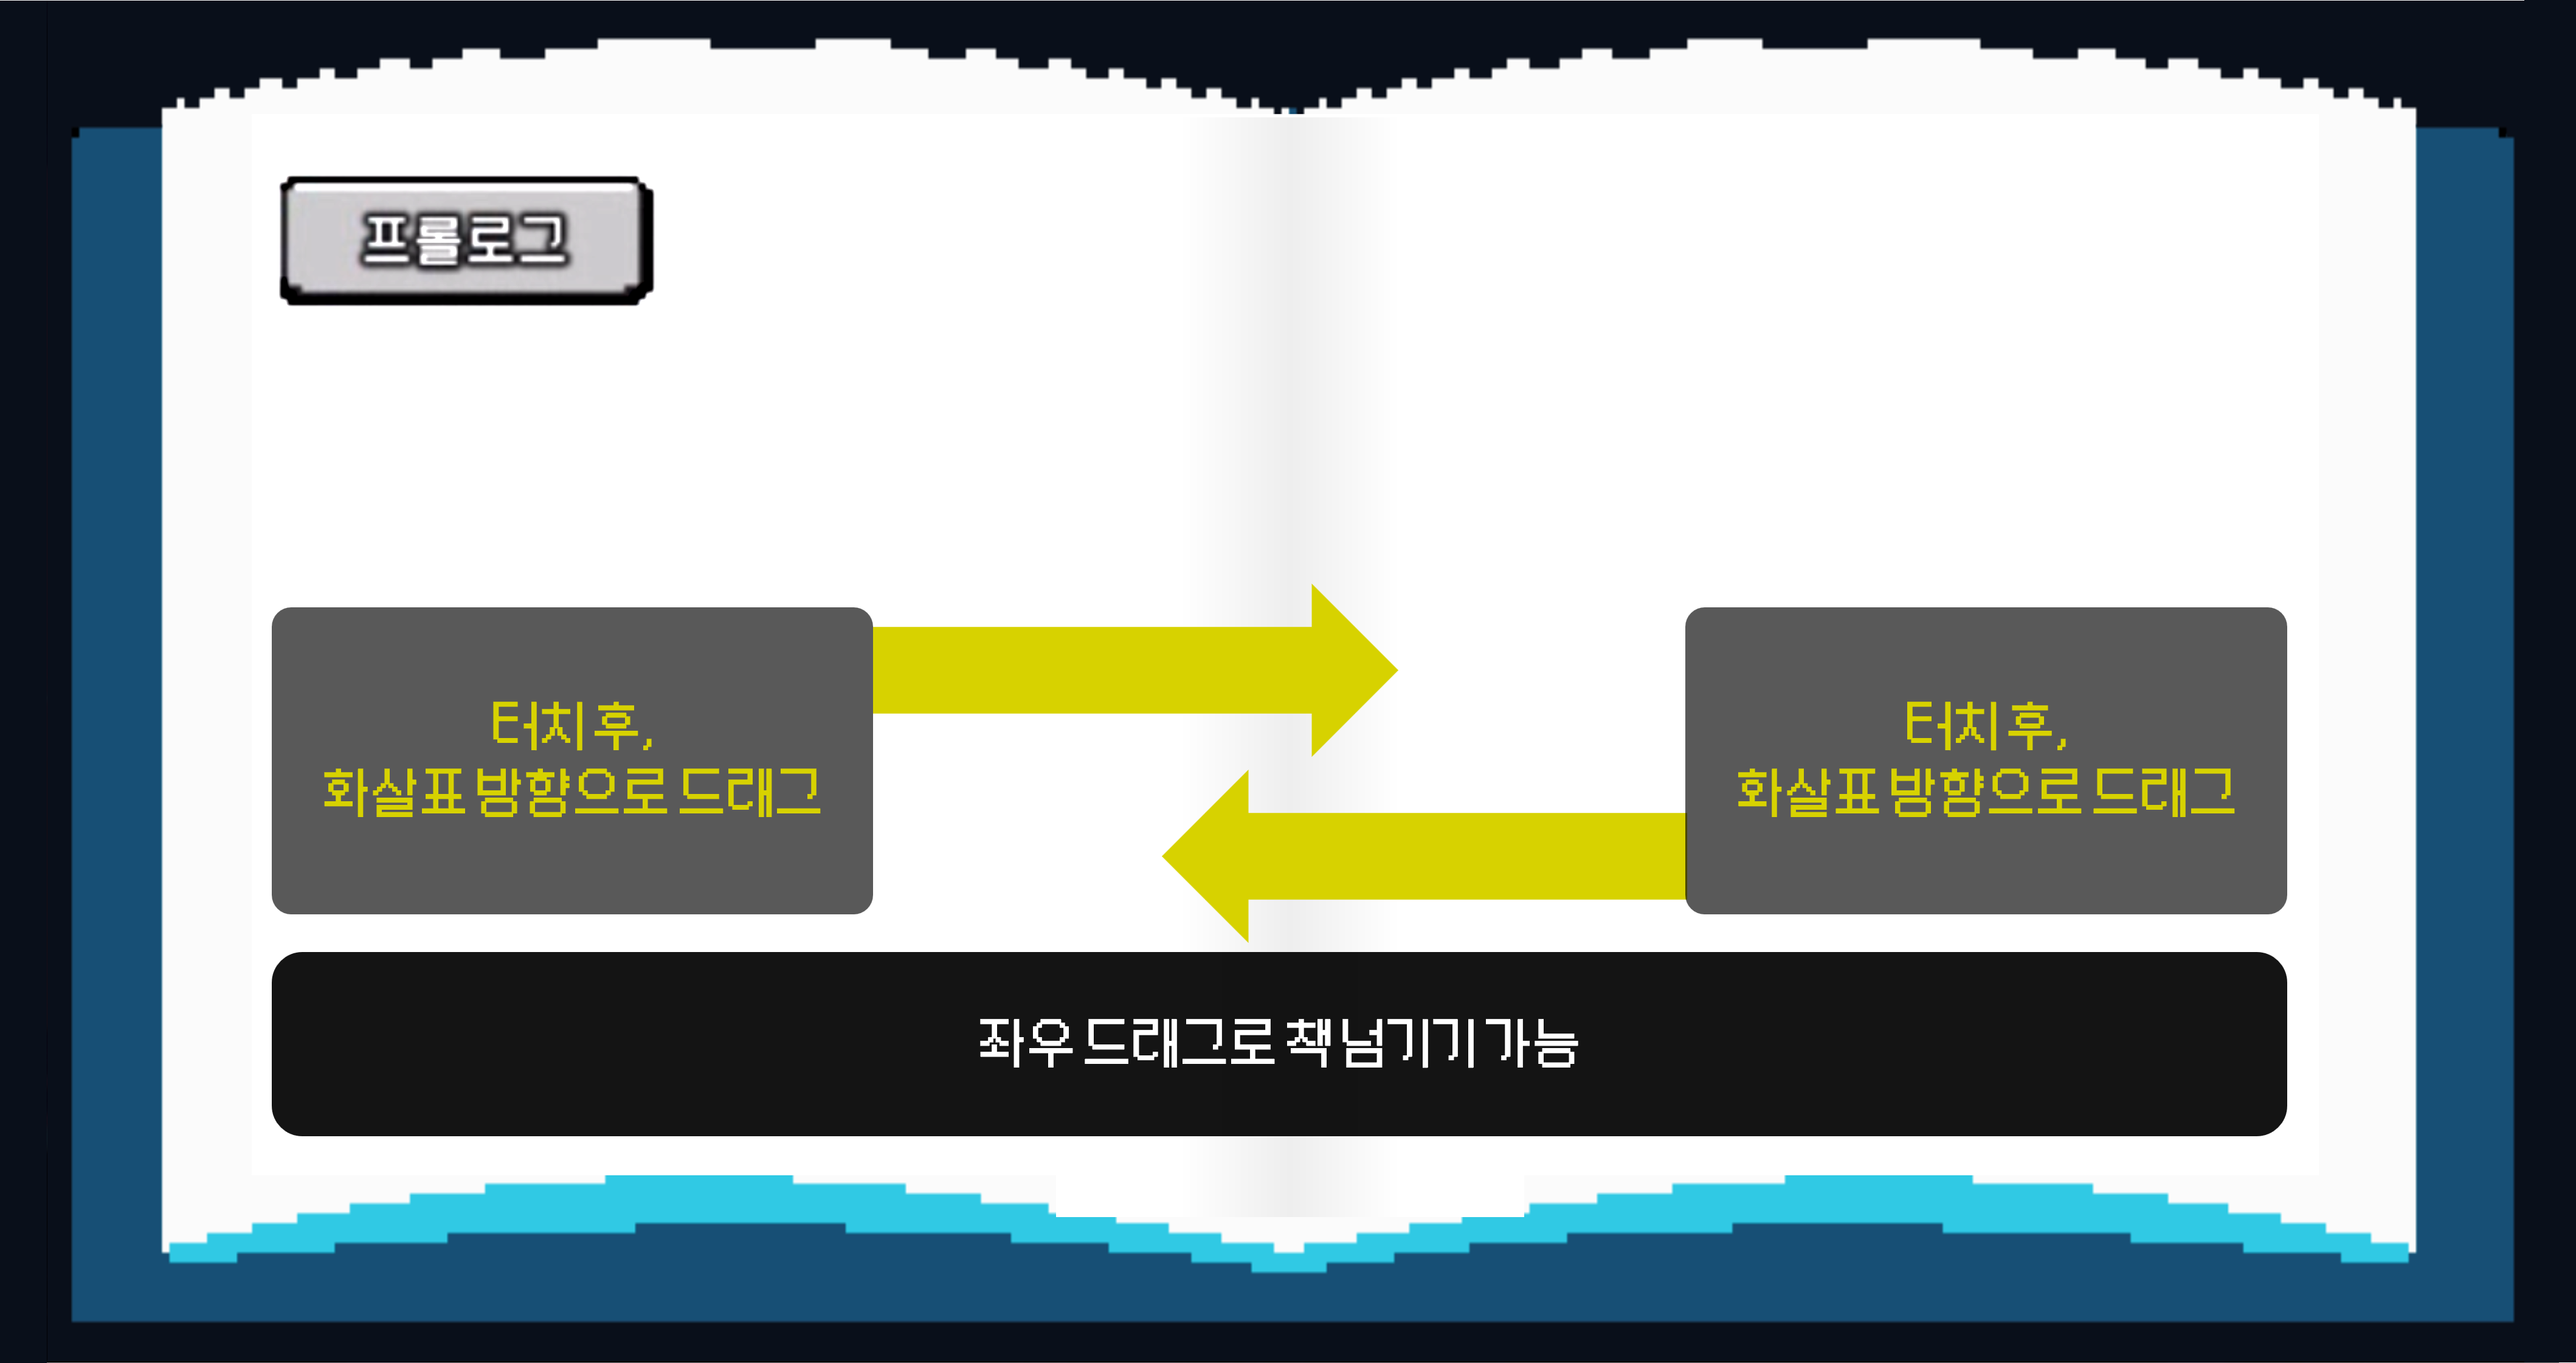 프롤로그
터치 후,
화살표 방향으로 드래그
터치 후,
화살표 방향으로 드래그
좌우 드래그로 책 넘기기 가능